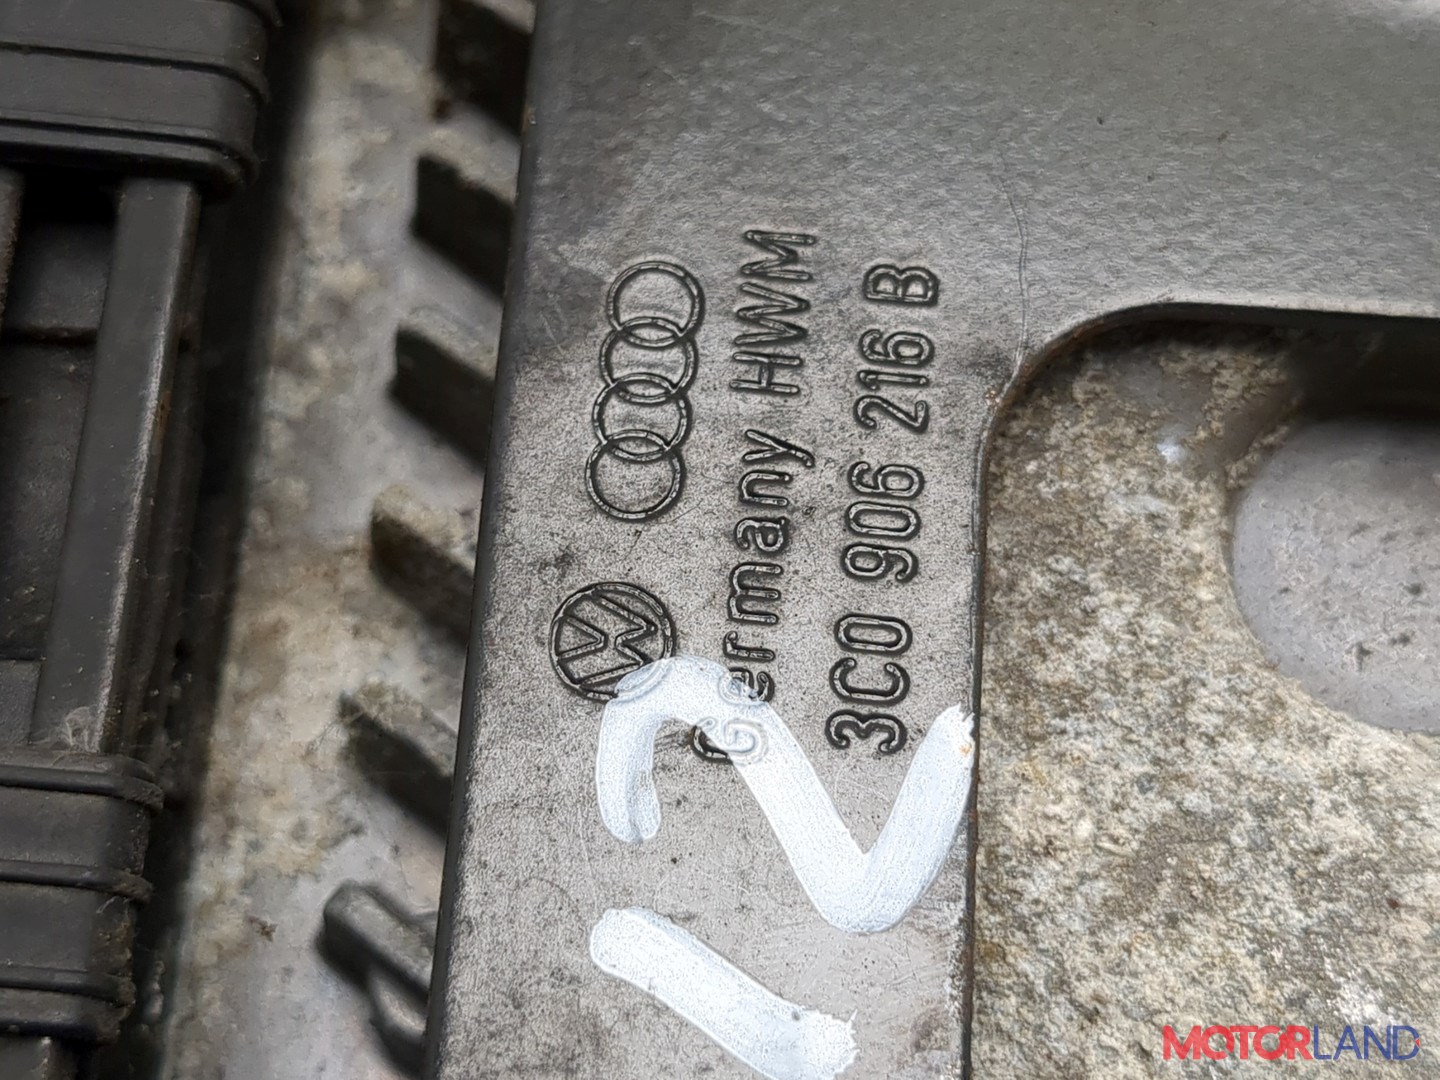 Germany HWM
3C0 906 216 B
12
MOTORLAND